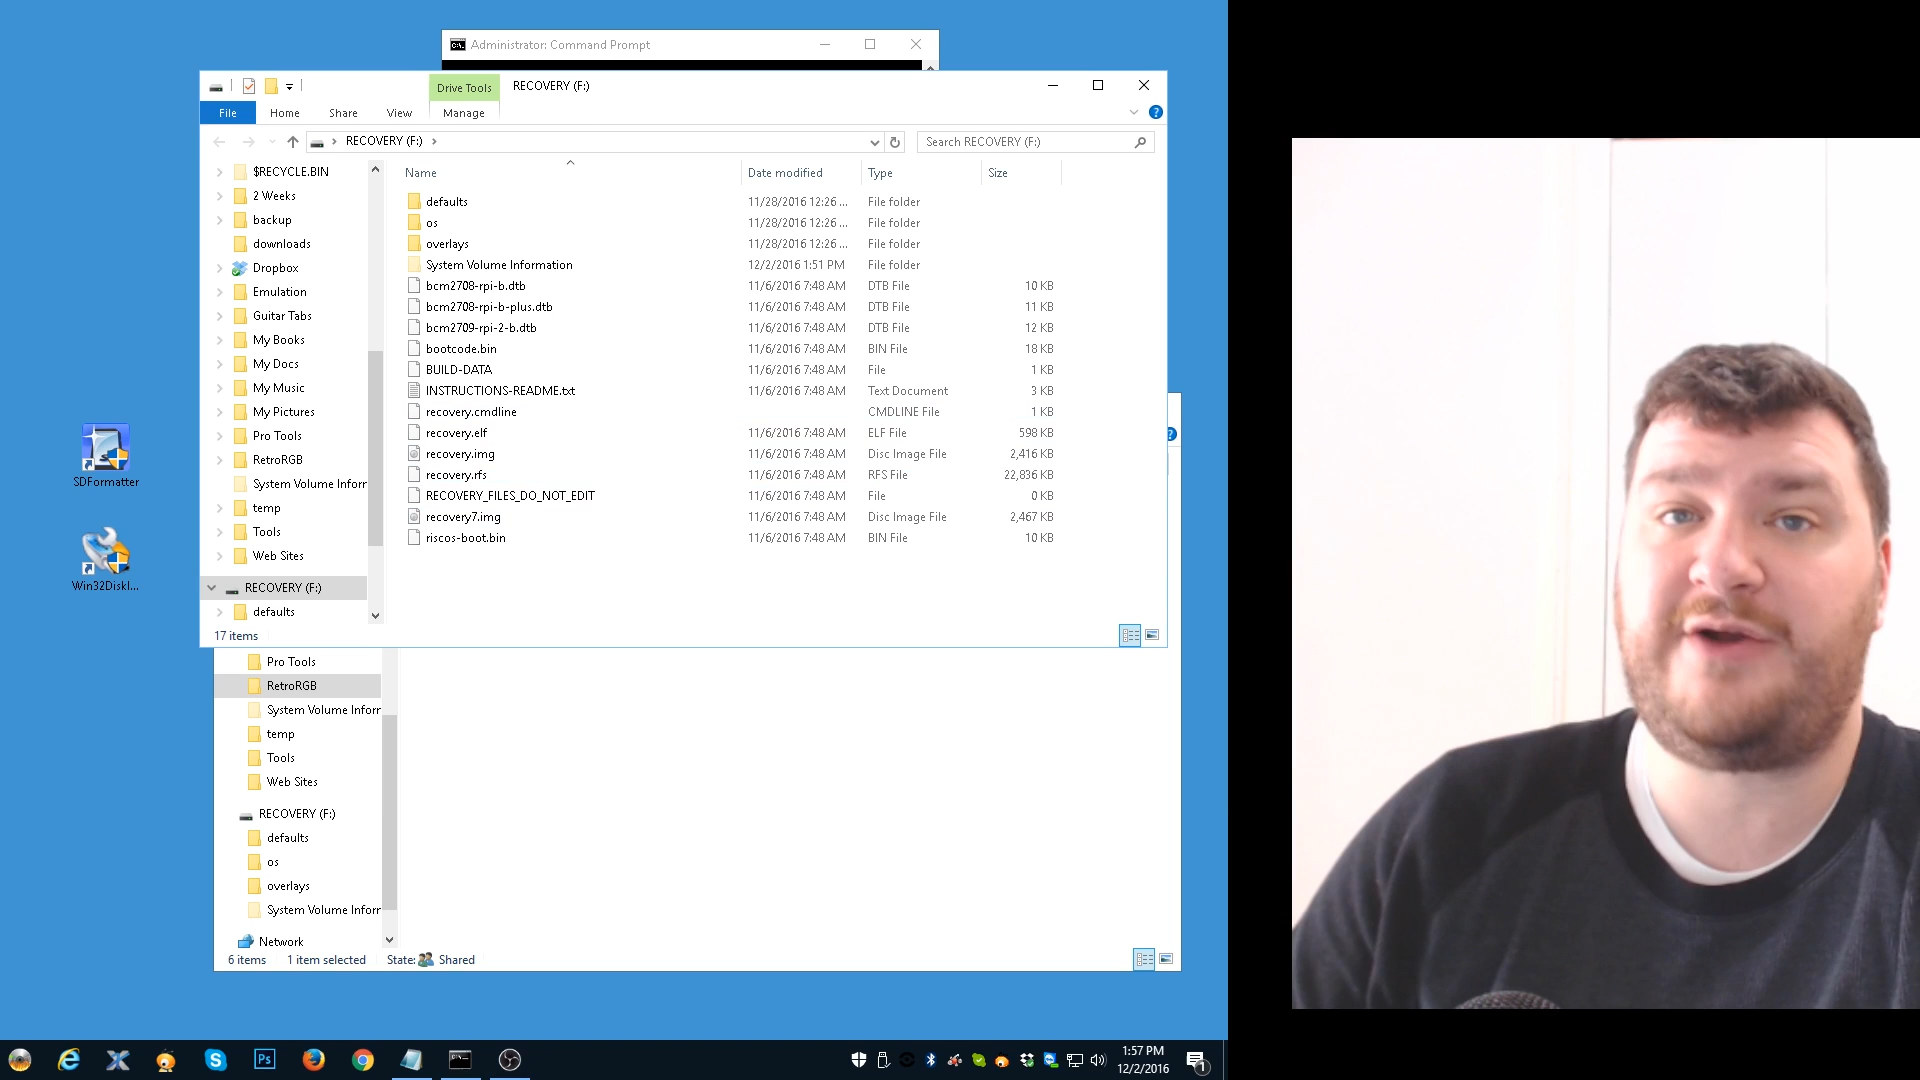 Administrator: Command Prompt
Drive Tools
RECOVERY (F:)
File
Home
Share
View
Manage
RECOVERY (F:)
Search RECOVERY (F:)
Name
Date modified
Type
Size
$RECYCLE.BIN
2 Weeks
backup
downloads
Dropbox
Emulation
Guitar Tabs
My Books
My Docs
My Music
My Pictures
Pro Tools
RetroRGB
System Volume Infor
temp
Tools
Web Sites
RECOVERY (F:)
defaults
defaults 11/28/2016 12:26 ... File folder
os 11/28/2016 12:26 ... File folder
overlays 11/28/2016 12:26 ... File folder
System Volume Information 12/2/2016 1:51 PM File folder
bcm2708-rpi-b.dtb 11/6/2016 7:48 AM DTB File 10 KB
bcm2708-rpi-b-plus.dtb 11/6/2016 7:48 AM DTB File 11 KB
bcm2709-rpi-2-b.dtb 11/6/2016 7:48 AM DTB File 12 KB
bootcode.bin 11/6/2016 7:48 AM BIN File 18 KB
BUILD-DATA 11/6/2016 7:48 AM File 1 KB
INSTRUCTIONS-README.txt 11/6/2016 7:48 AM Text Document 3 KB
recovery.cmdline CMDLINE File 1 KB
recovery.elf 11/6/2016 7:48 AM ELF File 598 KB
recovery.img 11/6/2016 7:48 AM Disc Image File 2,416 KB
recovery.rfs 11/6/2016 7:48 AM RFS File 22,836 KB
RECOVERY_FILES_DO_NOT_EDIT 11/6/2016 7:48 AM File 0 KB
recovery7.img 11/6/2016 7:48 AM Disc Image File 2,467 KB
riscos-boot.bin 11/6/2016 7:48 AM BIN File 10 KB
17 items
SDFormatter
Win32DiskI...
Pro Tools
RetroRGB
System Volume Infor
temp
Tools
Web Sites
RECOVERY (F:)
defaults
os
overlays
System Volume Infor
Network
6 items
1 item selected
State:
Shared
Ps
1:57 PM
12/2/2016
1